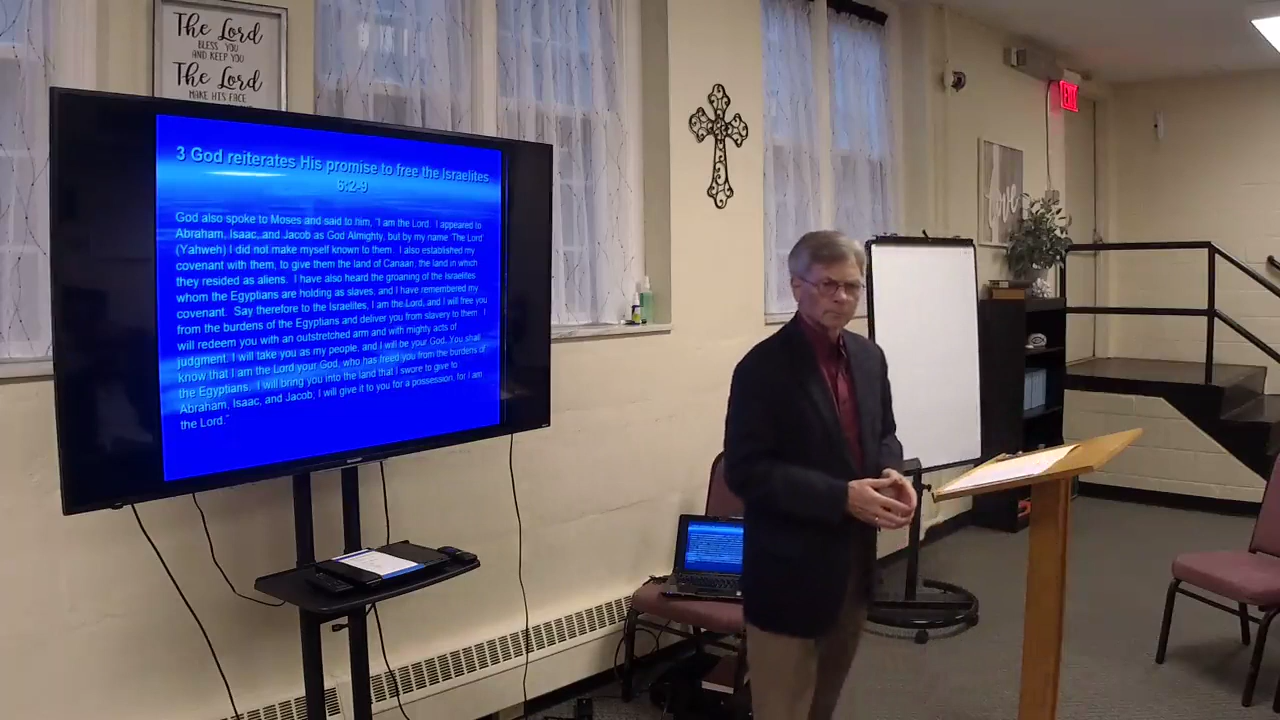 The Lord
BLESS YOU
AND KEEP YOU
The Lord
MAKE HIS FACE
3 God reiterates His promise to free the Israelites
6:2-9
God also spoke to Moses and said to him, "I am the Lord. I appeared to
Abraham, Isaac, and Jacob as God Almighty, but by my name 'The Lord'
(Yahweh) I did not make myself known to them. I also established my
covenant with them, to give them the land of Canaan, the land in which
they resided as aliens. I have also heard the groaning of the Israelites
whom the Egyptians are holding as slaves, and I have remembered my
covenant. Say therefore to the Israelites, I am the Lord, and I will free you
from the burdens of the Egyptians and deliver you from slavery to them. I
will redeem you with an outstretched arm and with mighty acts of
judgment. I will take you as my people, and I will be your God. You shall
know that I am the Lord your God, who has freed you from the burdens of
the Egyptians. I will bring you into the land that I swore to give to
Abraham, Isaac, and Jacob; I will give it to you for a possession, for I am
the Lord."
EXIT
love